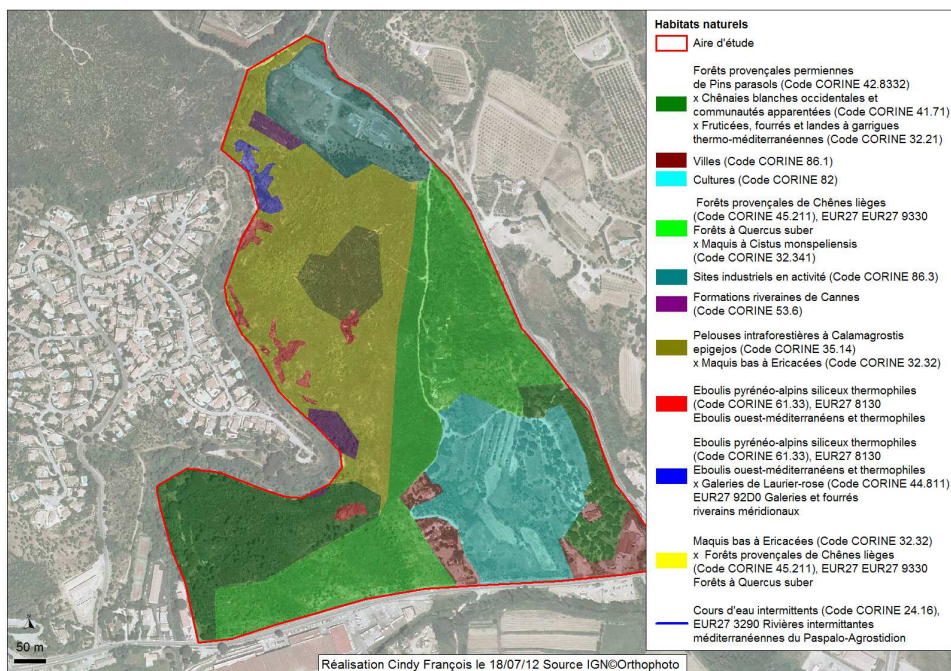 Habitats naturels
Aire d'étude
Forêts provençales permiennes
de Pins parasols (Code CORINE 42.8332)
x Chênaies blanches occidentales et
communautés apparentées (Code CORINE 41.71)
x Fruticées, fourrés et landes à garrigues
thermo-méditerranéennes (Code CORINE 32.21)
Villes (Code CORINE 86.1)
Cultures (Code CORINE 82)
Forêts provençales de Chênes lièges
(Code CORINE 45.211), EUR27 EUR27 9330
Forêts à Quercus suber
x Maquis à Cistus monspeliensis
(Code CORINE 32.341)
Sites industriels en activité (Code CORINE 86.3)
Formations riveraines de Cannes
(Code CORINE 53.6)
Pelouses intraforestières à Calamagrostis
epigejos (Code CORINE 35.14)
x Maquis bas à Ericacées (Code CORINE 32.32)
Eboulis pyrénéo-alpins siliceux thermophiles
(Code CORINE 61.33), EUR27 8130
Eboulis ouest-méditerranéens et thermophiles
Eboulis pyrénéo-alpins siliceux thermophiles
(Code CORINE 61.33), EUR27 8130
Eboulis ouest-méditerranéens et thermophiles
x Galeries de Laurier-rose (Code CORINE 44.811)
EUR27 92D0 Galeries et fourrés
riverains méridionaux
Maquis bas à Ericacées (Code CORINE 32.32)
x Forêts provençales de Chênes lièges
(Code CORINE 45.211), EUR27 EUR27 9330
Forêts à Quercus suber
Cours d'eau intermittents (Code CORINE 24.16),
EUR27 3290 Rivières intermittantes
méditerranéennes du Paspalo-Agrostidion
N
50 m
Réalisation Cindy François le 18/07/12 Source IGN©Orthophoto